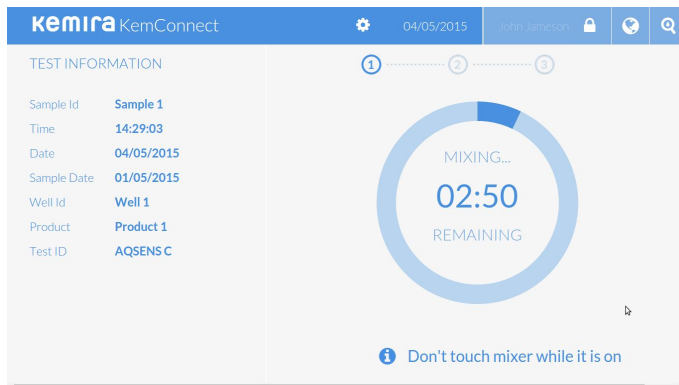 kemira KemConnect
04/05/2015
John Jameson
TEST INFORMATION
Sample Id Sample 1
Time 14:29:03
Date 04/05/2015
Sample Date 01/05/2015
Well Id Well 1
Product Product 1
Test ID AQSENS C
1 2 3
MIXING...
02:50
REMAINING
Don't touch mixer while it is on